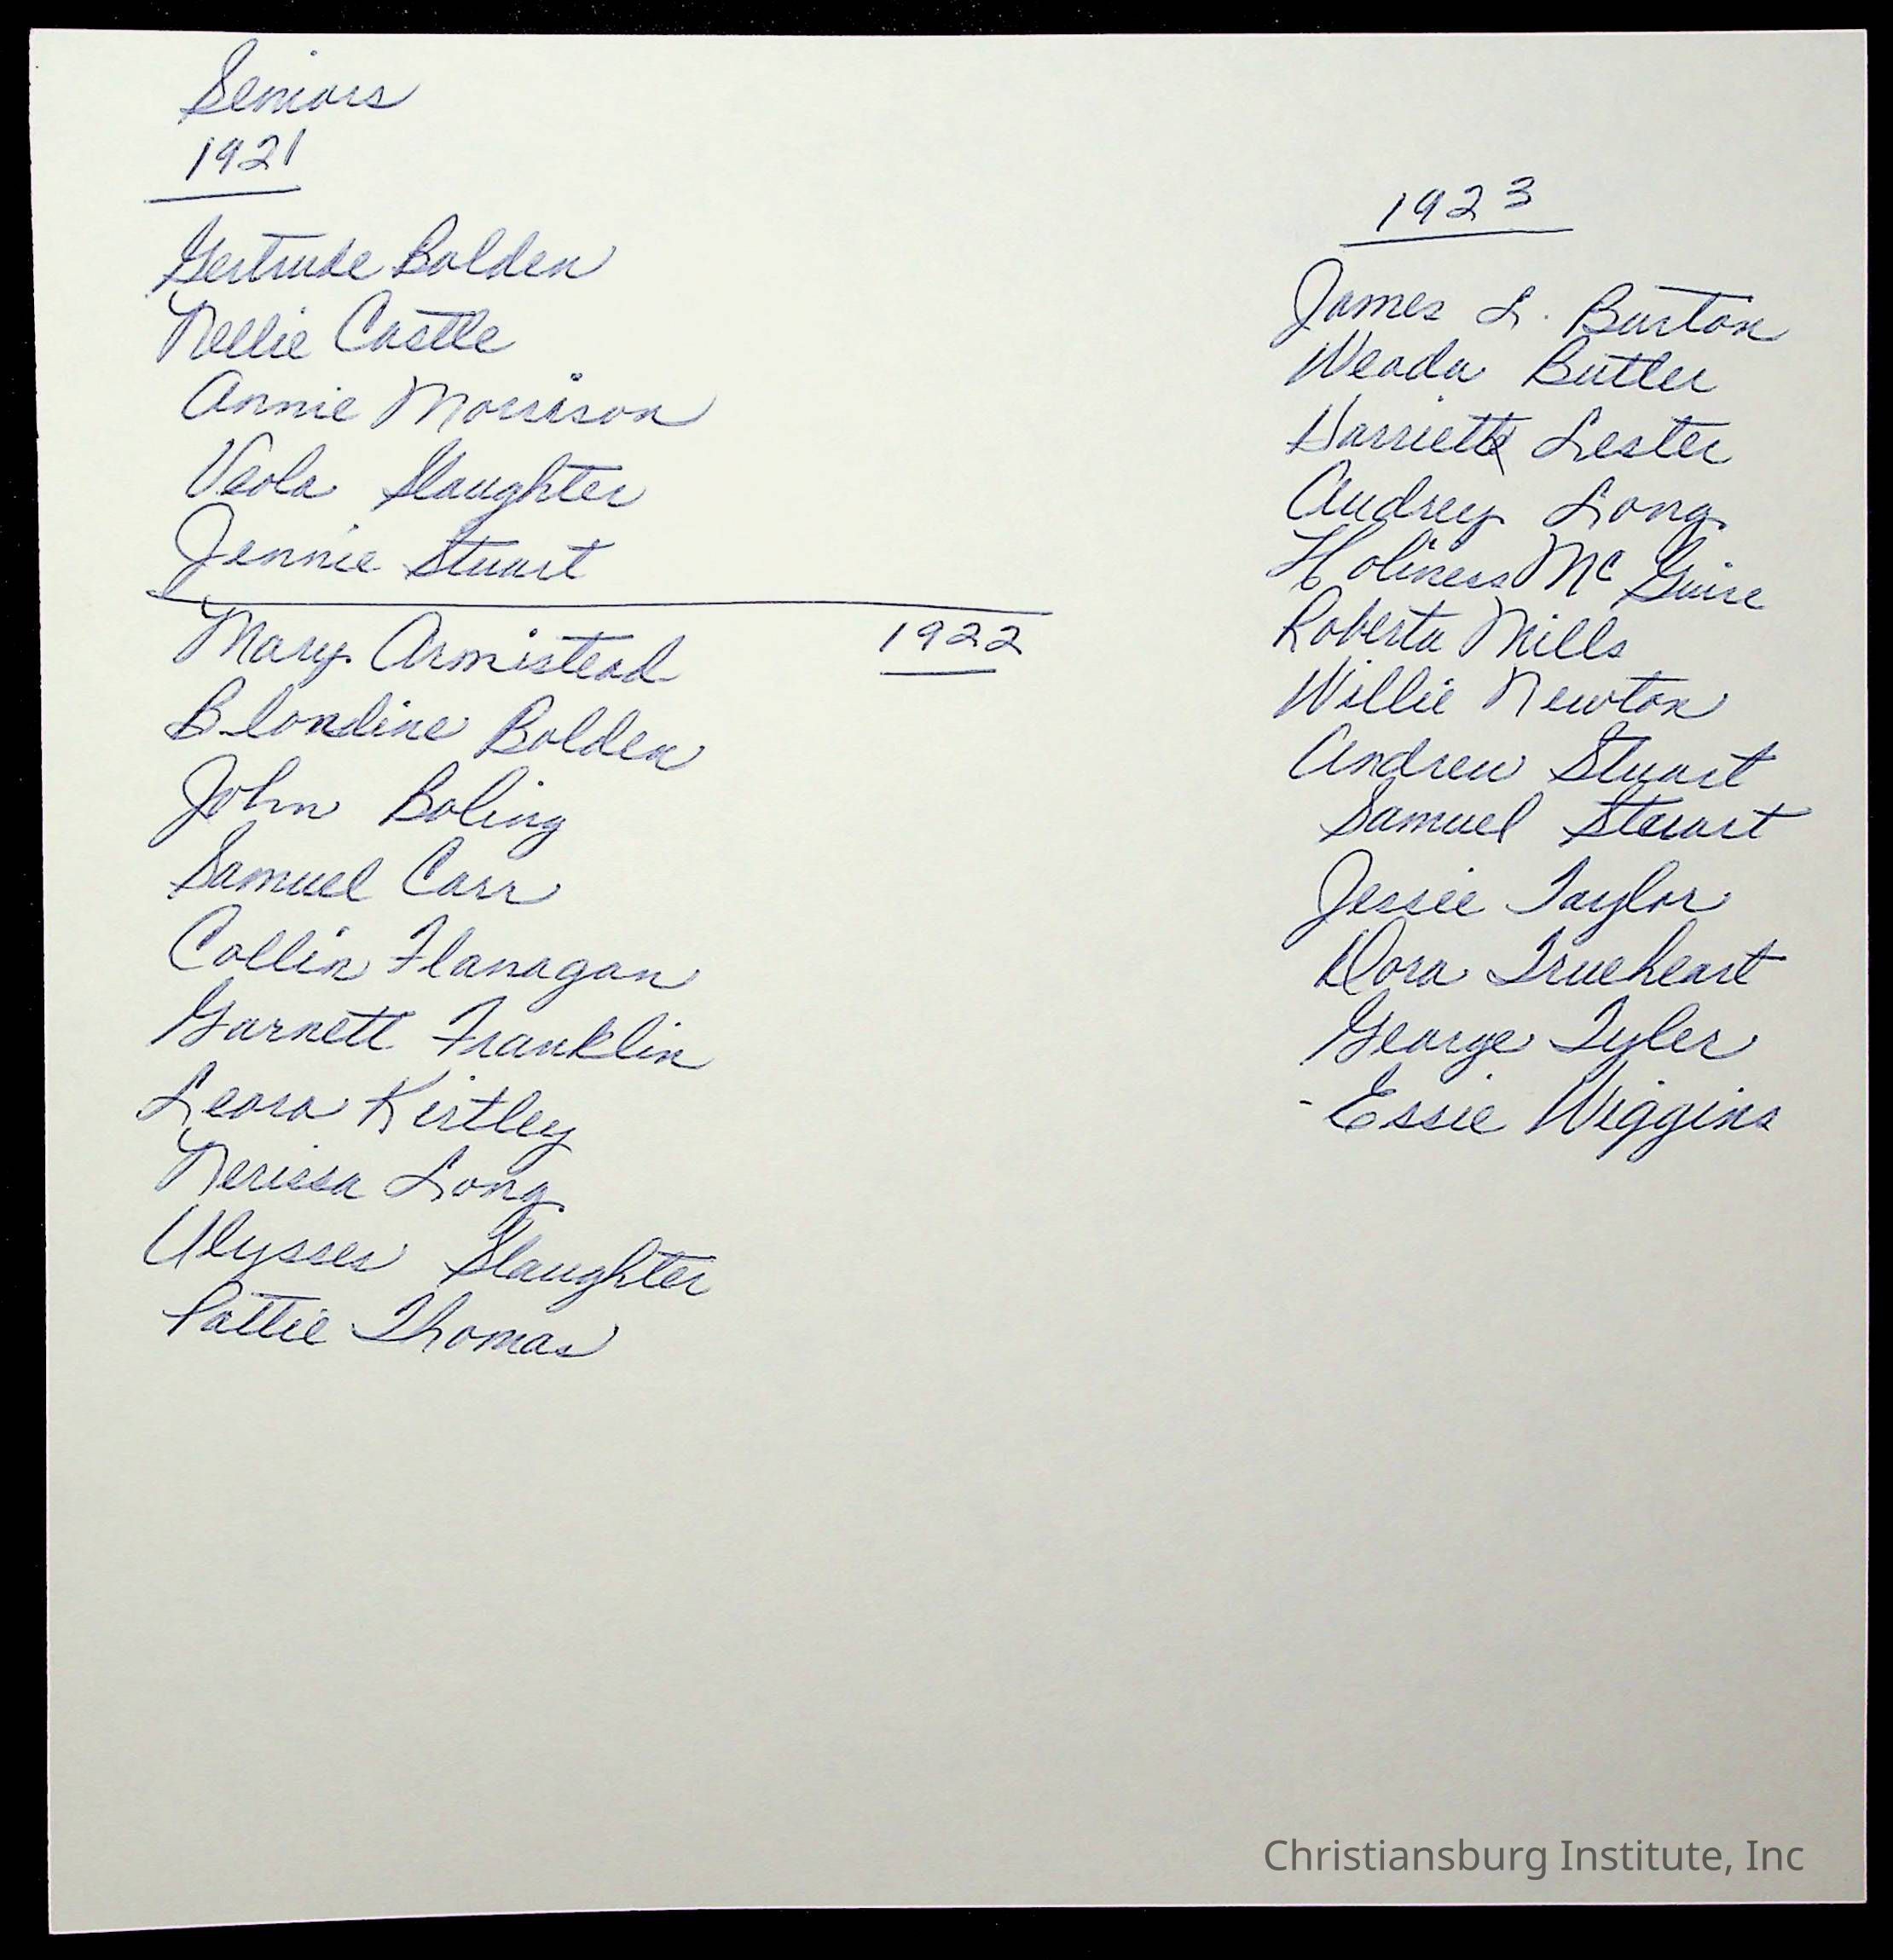 Seniors
1921
Gertrude Bolden
Nellie Castle
Annie Morrison
Veola Slaughter
Jennie Stuart
1922
Mary Armistead
Blondine Bolden
John Boling
Samuel Carr
Collin Flanagan
Garnett Franklin
Leora Kirtley
Nerissa Long
Ulysses Slaughter
Pattie Thomas
1923
James L. Burton
Weada Butler
Harriett Lester
Audrey Long
Holiness McGuire
Roberta Mills
Willie Newton
Andrew Stuart
Samuel Stuart
Jessie Taylor
Dora Trueheart
George Tyler
- Essie Wiggins
Christiansburg Institute, Inc